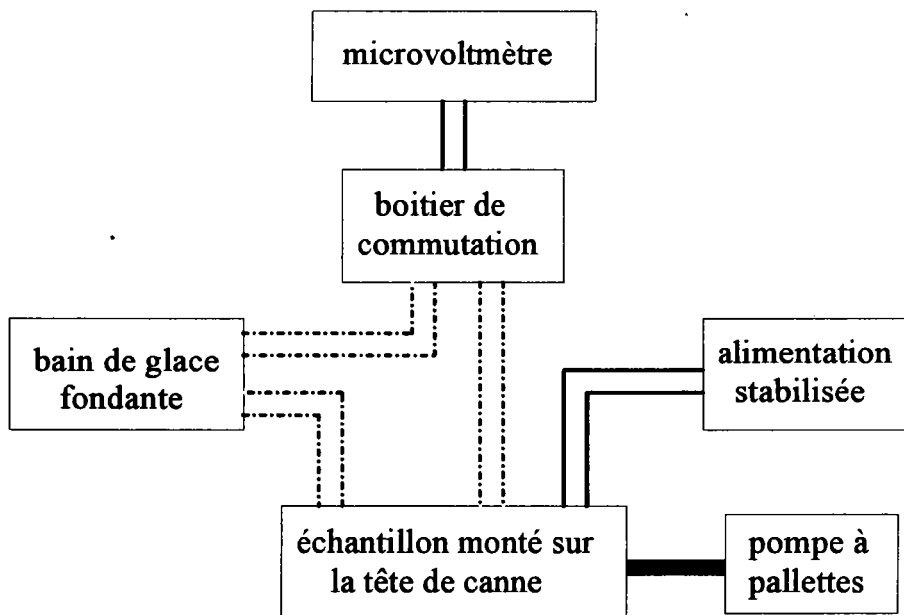 microvoltmètre
boitier de
commutation
bain de glace
fondante
alimentation
stabilisée
échantillon monté sur
la tête de canne
pompe à
pallettes